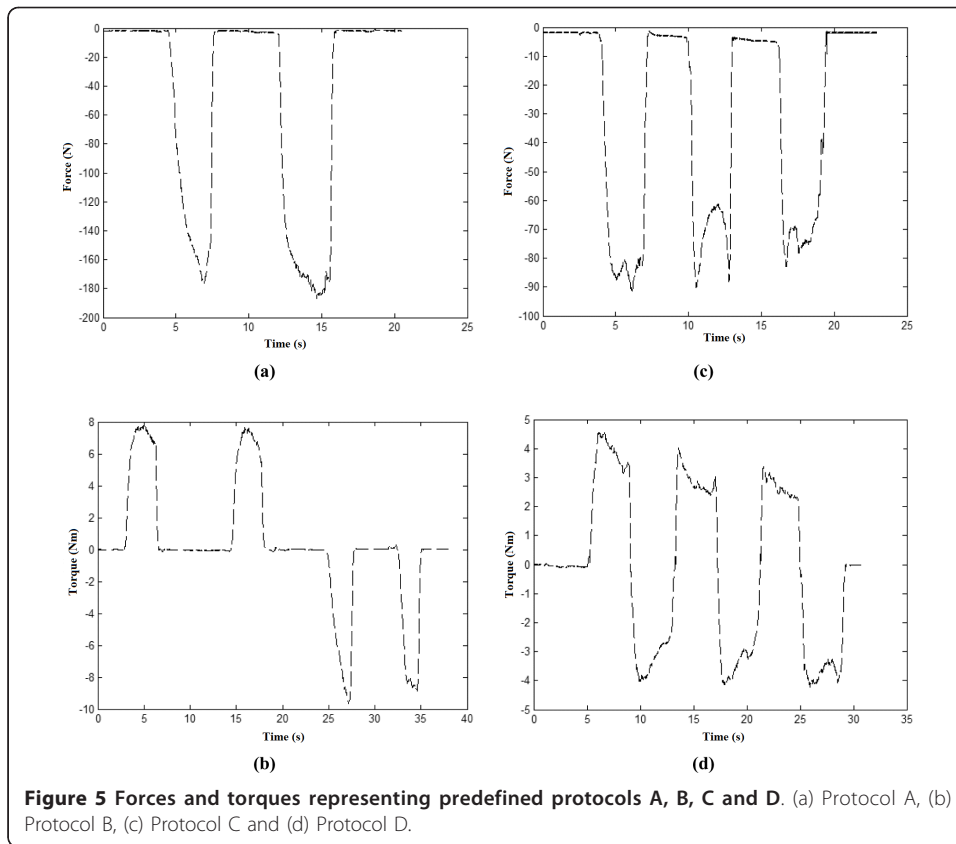 0
-20
-40
-60
-80
-100
-120
-140
-160
-180
-200
Force (N)
0 5 10 15 20 25
Time (s)
(a)
0
-10
-20
-30
-40
-50
-60
-70
-80
-90
-100
Force (N)
0 5 10 15 20 25
Time (s)
(c)
8
6
4
2
0
-2
-4
-6
-8
-10
Torque (Nm)
0 5 10 15 20 25 30 35 40
Time (s)
(b)
5
4
3
2
1
0
-1
-2
-3
-4
-5
Torque (Nm)
0 5 10 15 20 25 30 35
Time (s)
(d)
Figure 5 Forces and torques representing predefined protocols A, B, C and D. (a) Protocol A, (b)
Protocol B, (c) Protocol C and (d) Protocol D.